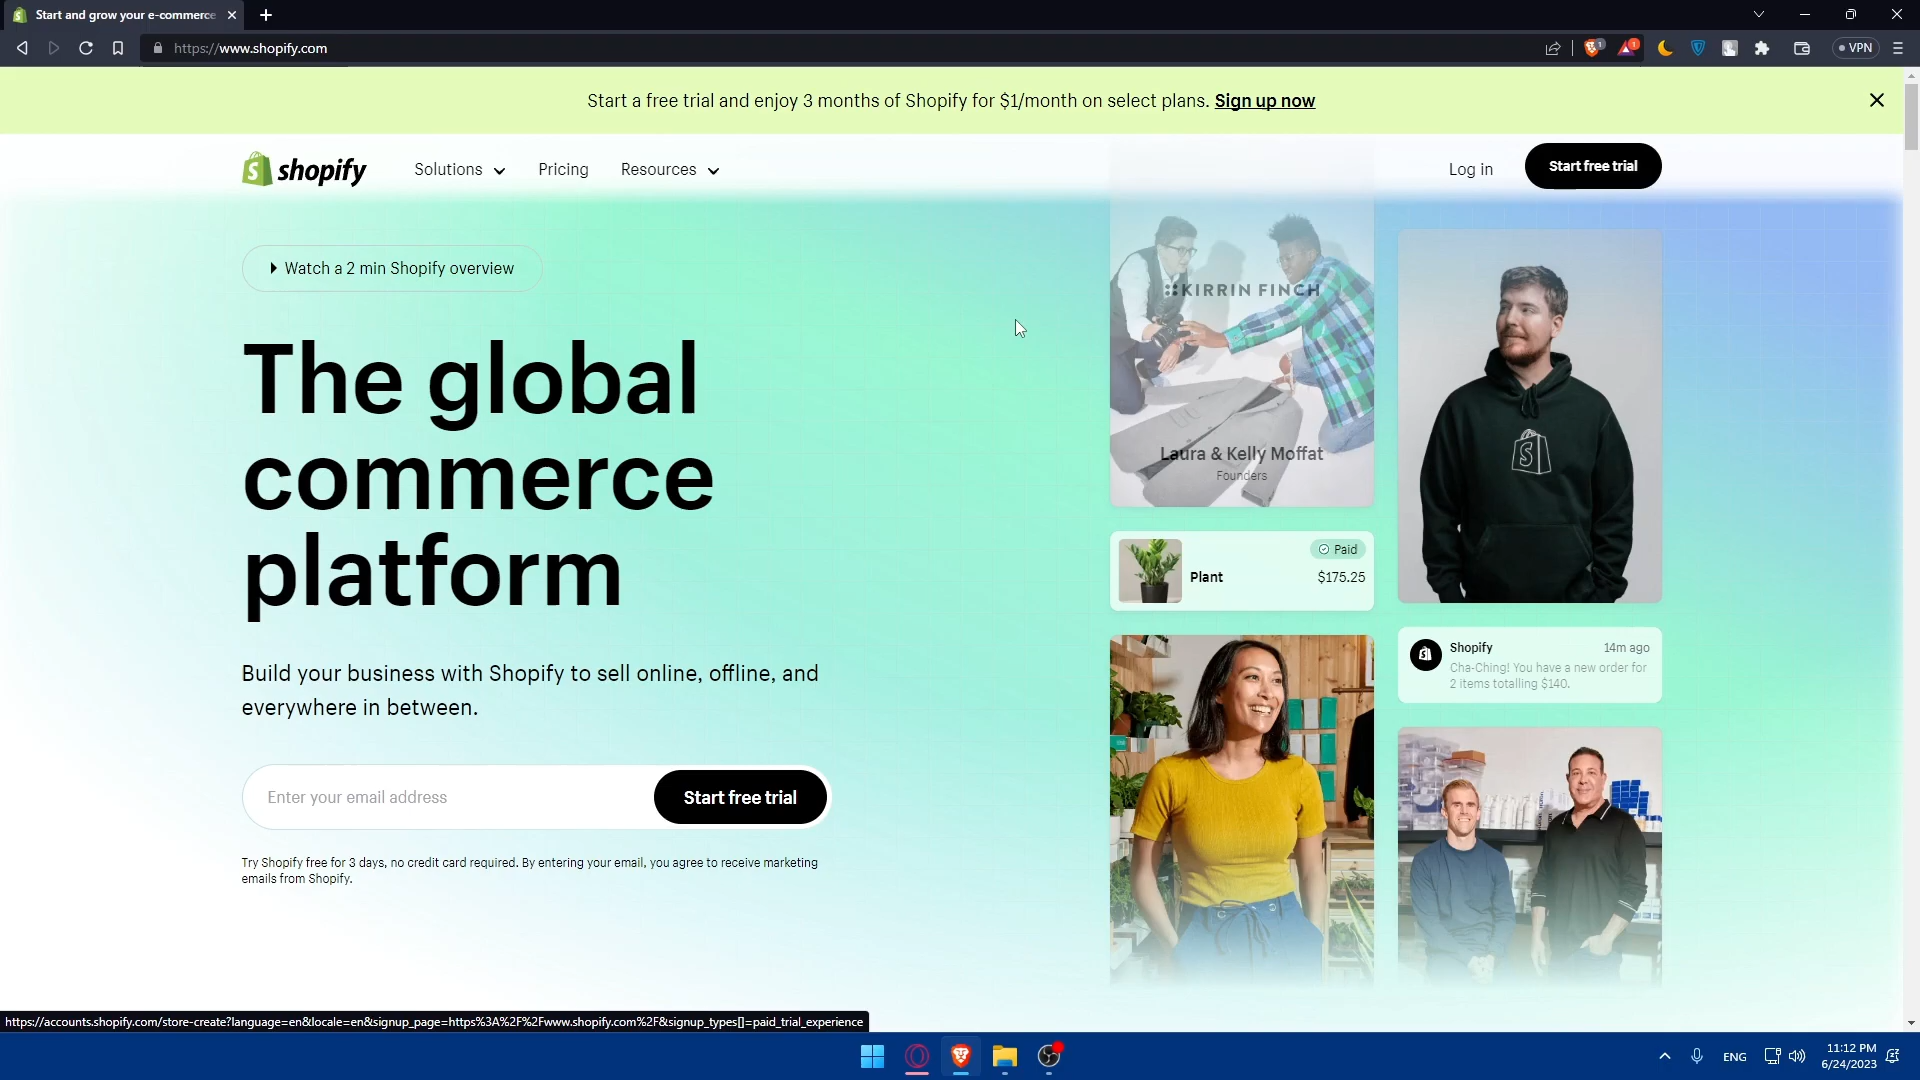 Start and grow your e-commerce
https://www.shopify.com
VPN
Start a free trial and enjoy 3 months of Shopify for $1/month on select plans. Sign up now
shopify
Solutions
Pricing
Resources
Log in
Start free trial
Watch a 2 min Shopify overview
The global
commerce
platform
Build your business with Shopify to sell online, offline, and
everywhere in between.
Enter your email address
Start free trial
Try Shopify free for 3 days, no credit card required. By entering your email, you agree to receive marketing
emails from Shopify.
KIRRIN FINCH
Laura & Kelly Moffat
Founders
Paid
Plant
$175.25
Shopify
14m ago
Cha-Ching! You have a new order for
2 items totalling $140.
https://accounts.shopify.com/store-create?language=en&locale=en&signup_page=https%3A%2F%2Fwww.shopify.com%2F&signup_types[]=paid_trial_experience
ENG
11:12 PM
6/24/2023